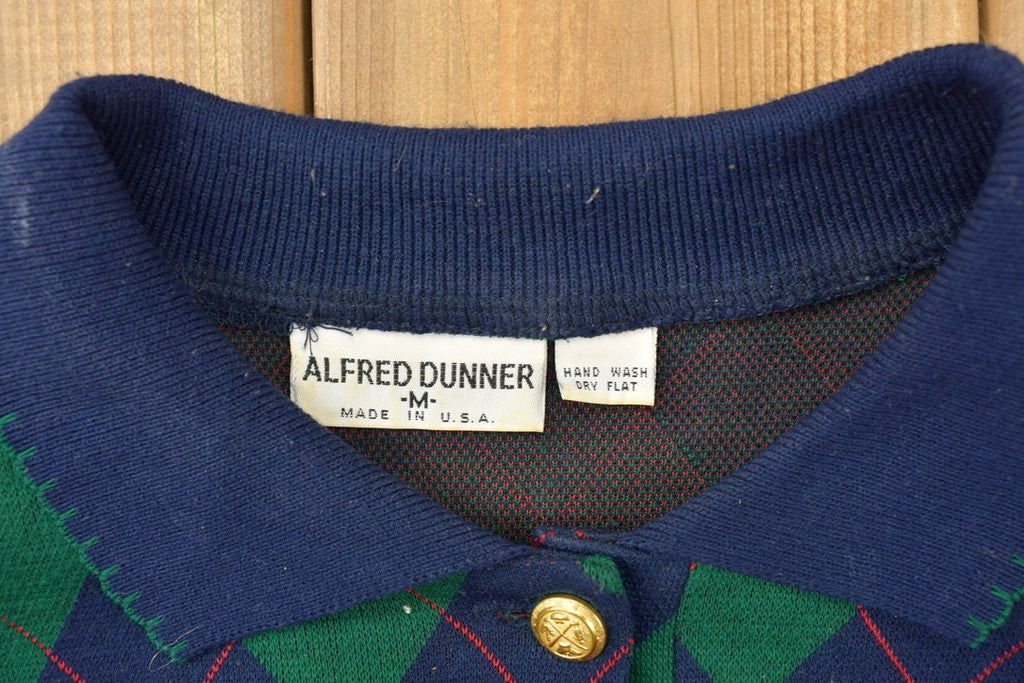 ALFRED DUNNER
-M-
MADE IN U.S.A.
HAND WASH
DRY FLAT